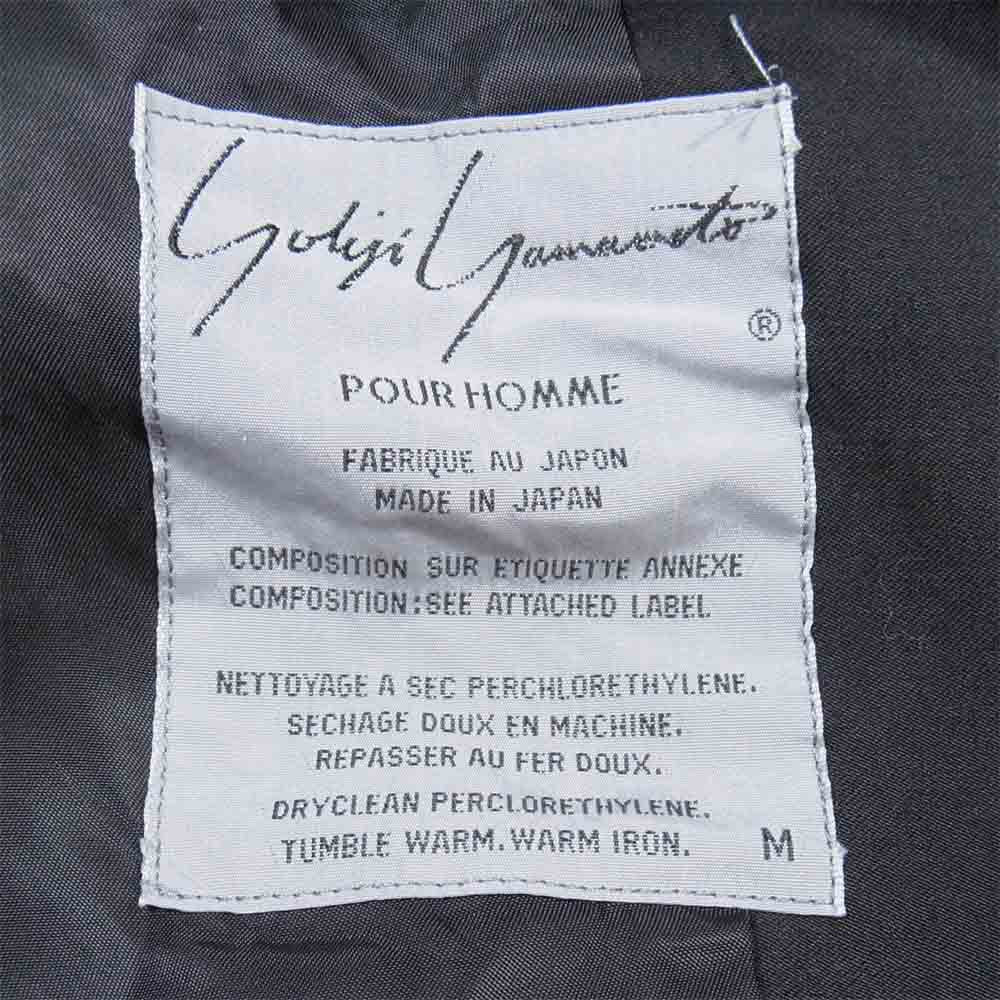 Yohji Yamamoto
®
POUR HOMME
FABRIQUE AU JAPON
MADE IN JAPAN
COMPOSITION SUR ETIQUETTE ANNEXE
COMPOSITION:SEE ATTACHED LABEL
NETTOYAGE A SEC PERCHLORETHYLENE.
SECHAGE DOUX EN MACHINE.
REPASSER AU FER DOUX.
DRYCLEAN PERCLORETHYLENE.
TUMBLE WARM.WARM IRON. M